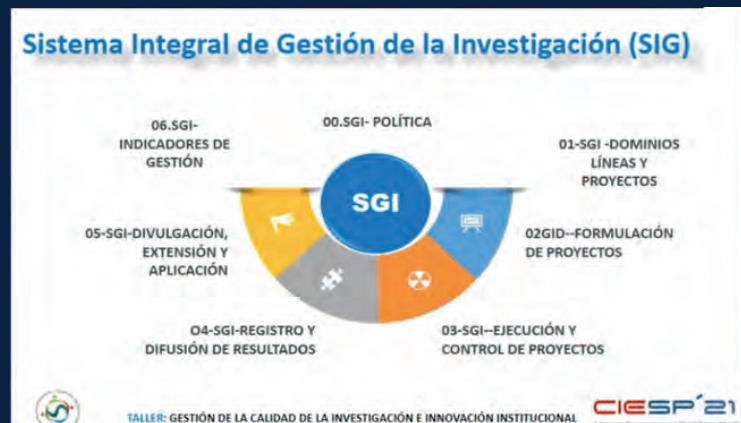 Sistema Integral de Gestión de la Investigación (SIG)
00.SGI- POLÍTICA
01-SGI -DOMINIOS
LÍNEAS Y
PROYECTOS
02GID--FORMULACIÓN
DE PROYECTOS
03-SGI--EJECUCIÓN Y
CONTROL DE PROYECTOS
O4-SGI-REGISTRO Y
DIFUSIÓN DE RESULTADOS
05-SGI-DIVULGACIÓN,
EXTENSIÓN Y
APLICACIÓN
06.SGI-
INDICADORES DE
GESTIÓN
SGI
TALLER: GESTIÓN DE LA CALIDAD DE LA INVESTIGACIÓN E INNOVACIÓN INSTITUCIONAL
CIESP´21